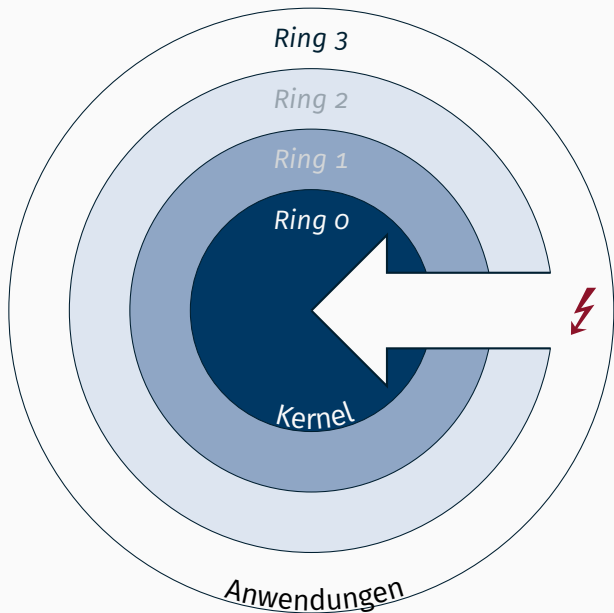 Ring 3
Ring 2
Ring 1
Ring 0
Kernel
Anwendungen